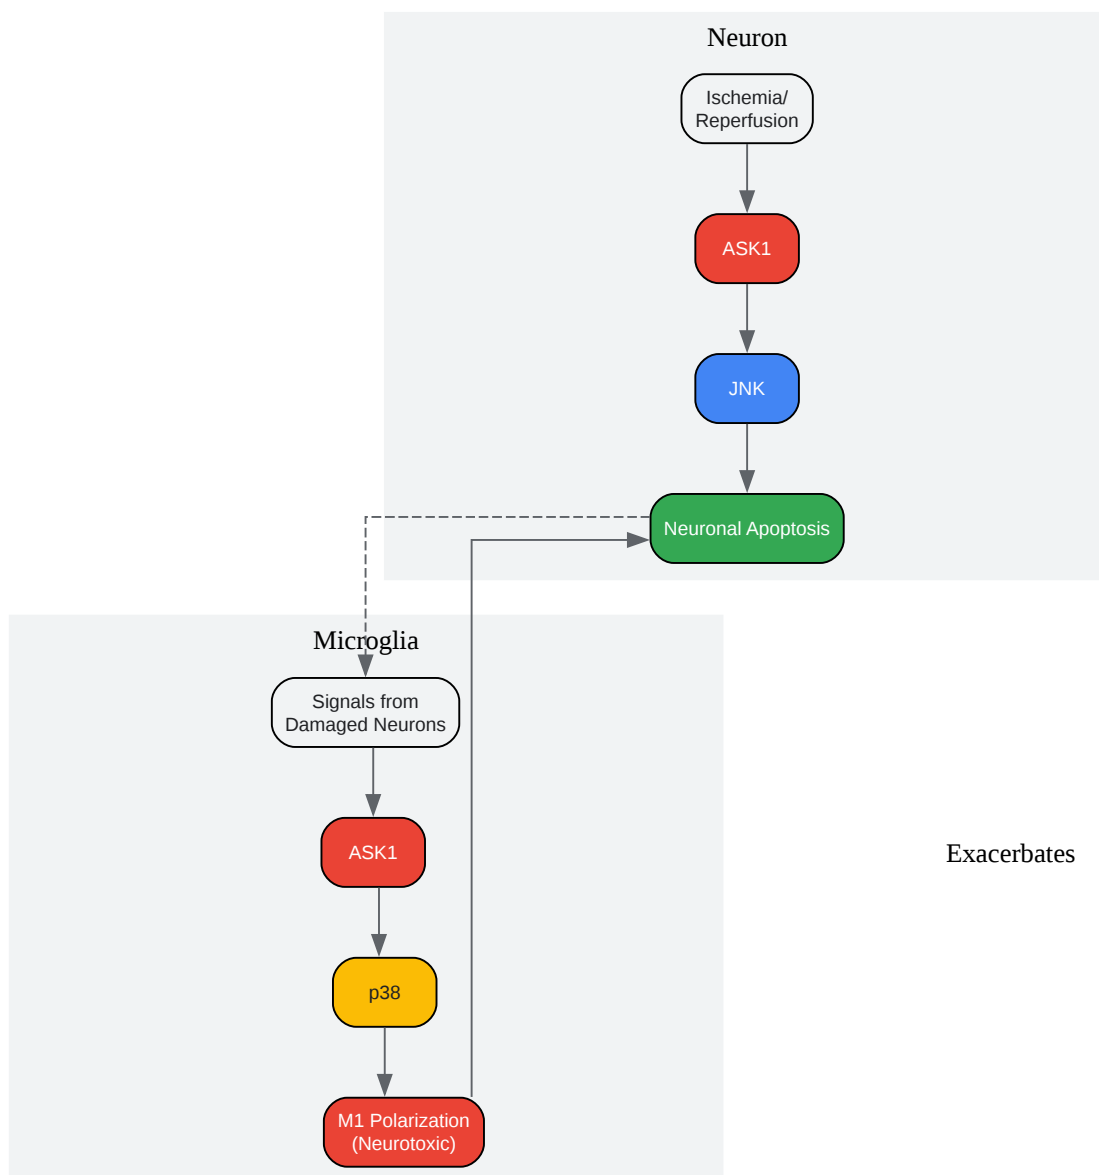 Neuron
Ischemia/
Reperfusion
ASK1
JNK
Neuronal Apoptosis
Microglia
Signals from
Damaged Neurons
ASK1
Exacerbates
p38
M1 Polarization
(Neurotoxic)